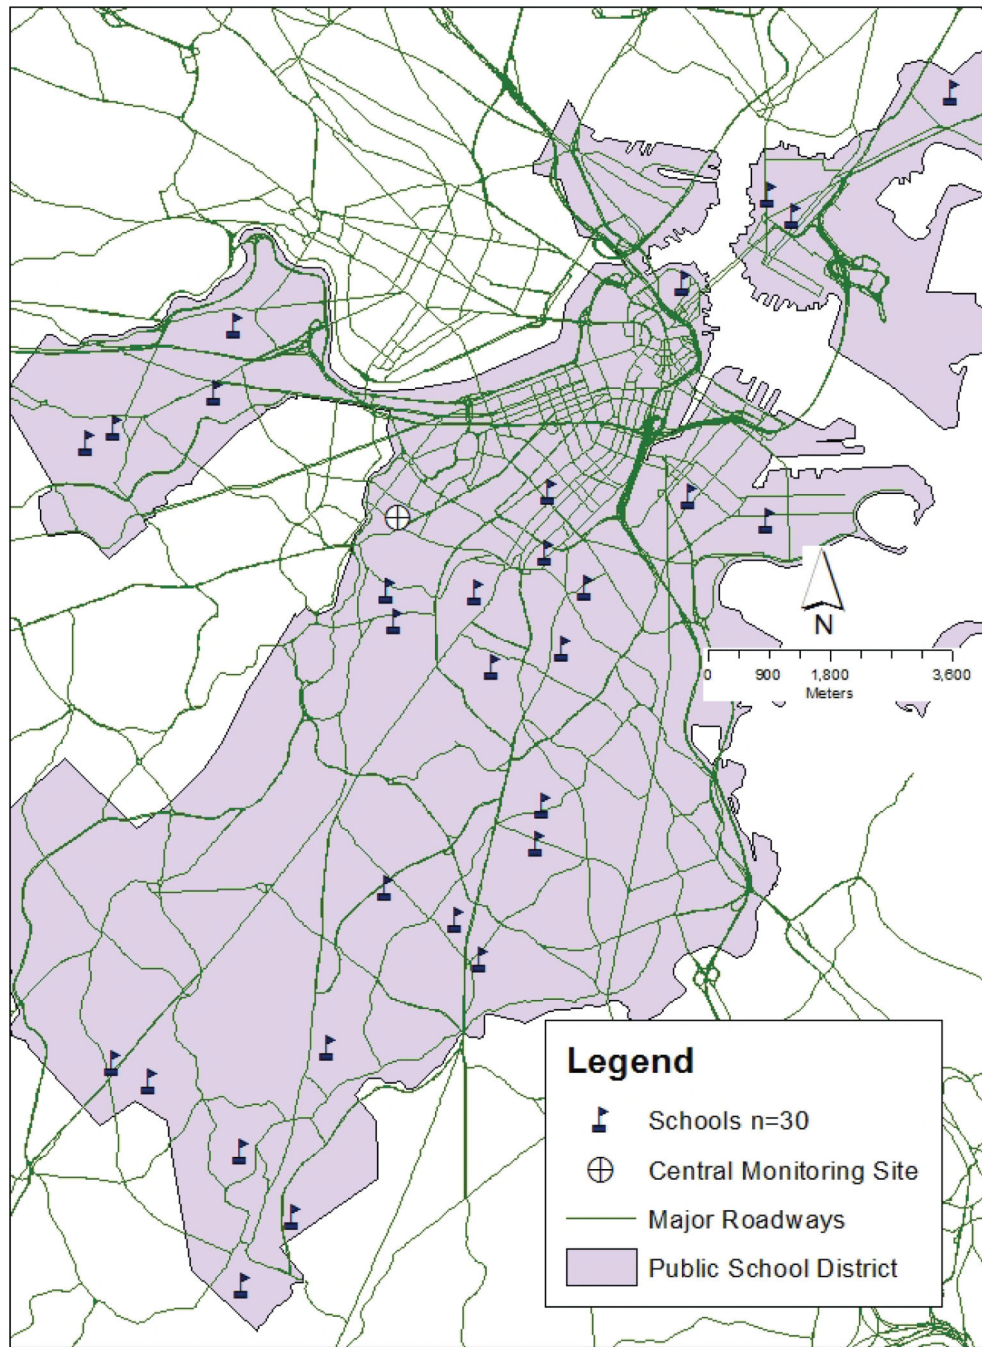 N
0 900 1,800 3,600
Meters
Legend
Schools n=30
Central Monitoring Site
Major Roadways
Public School District